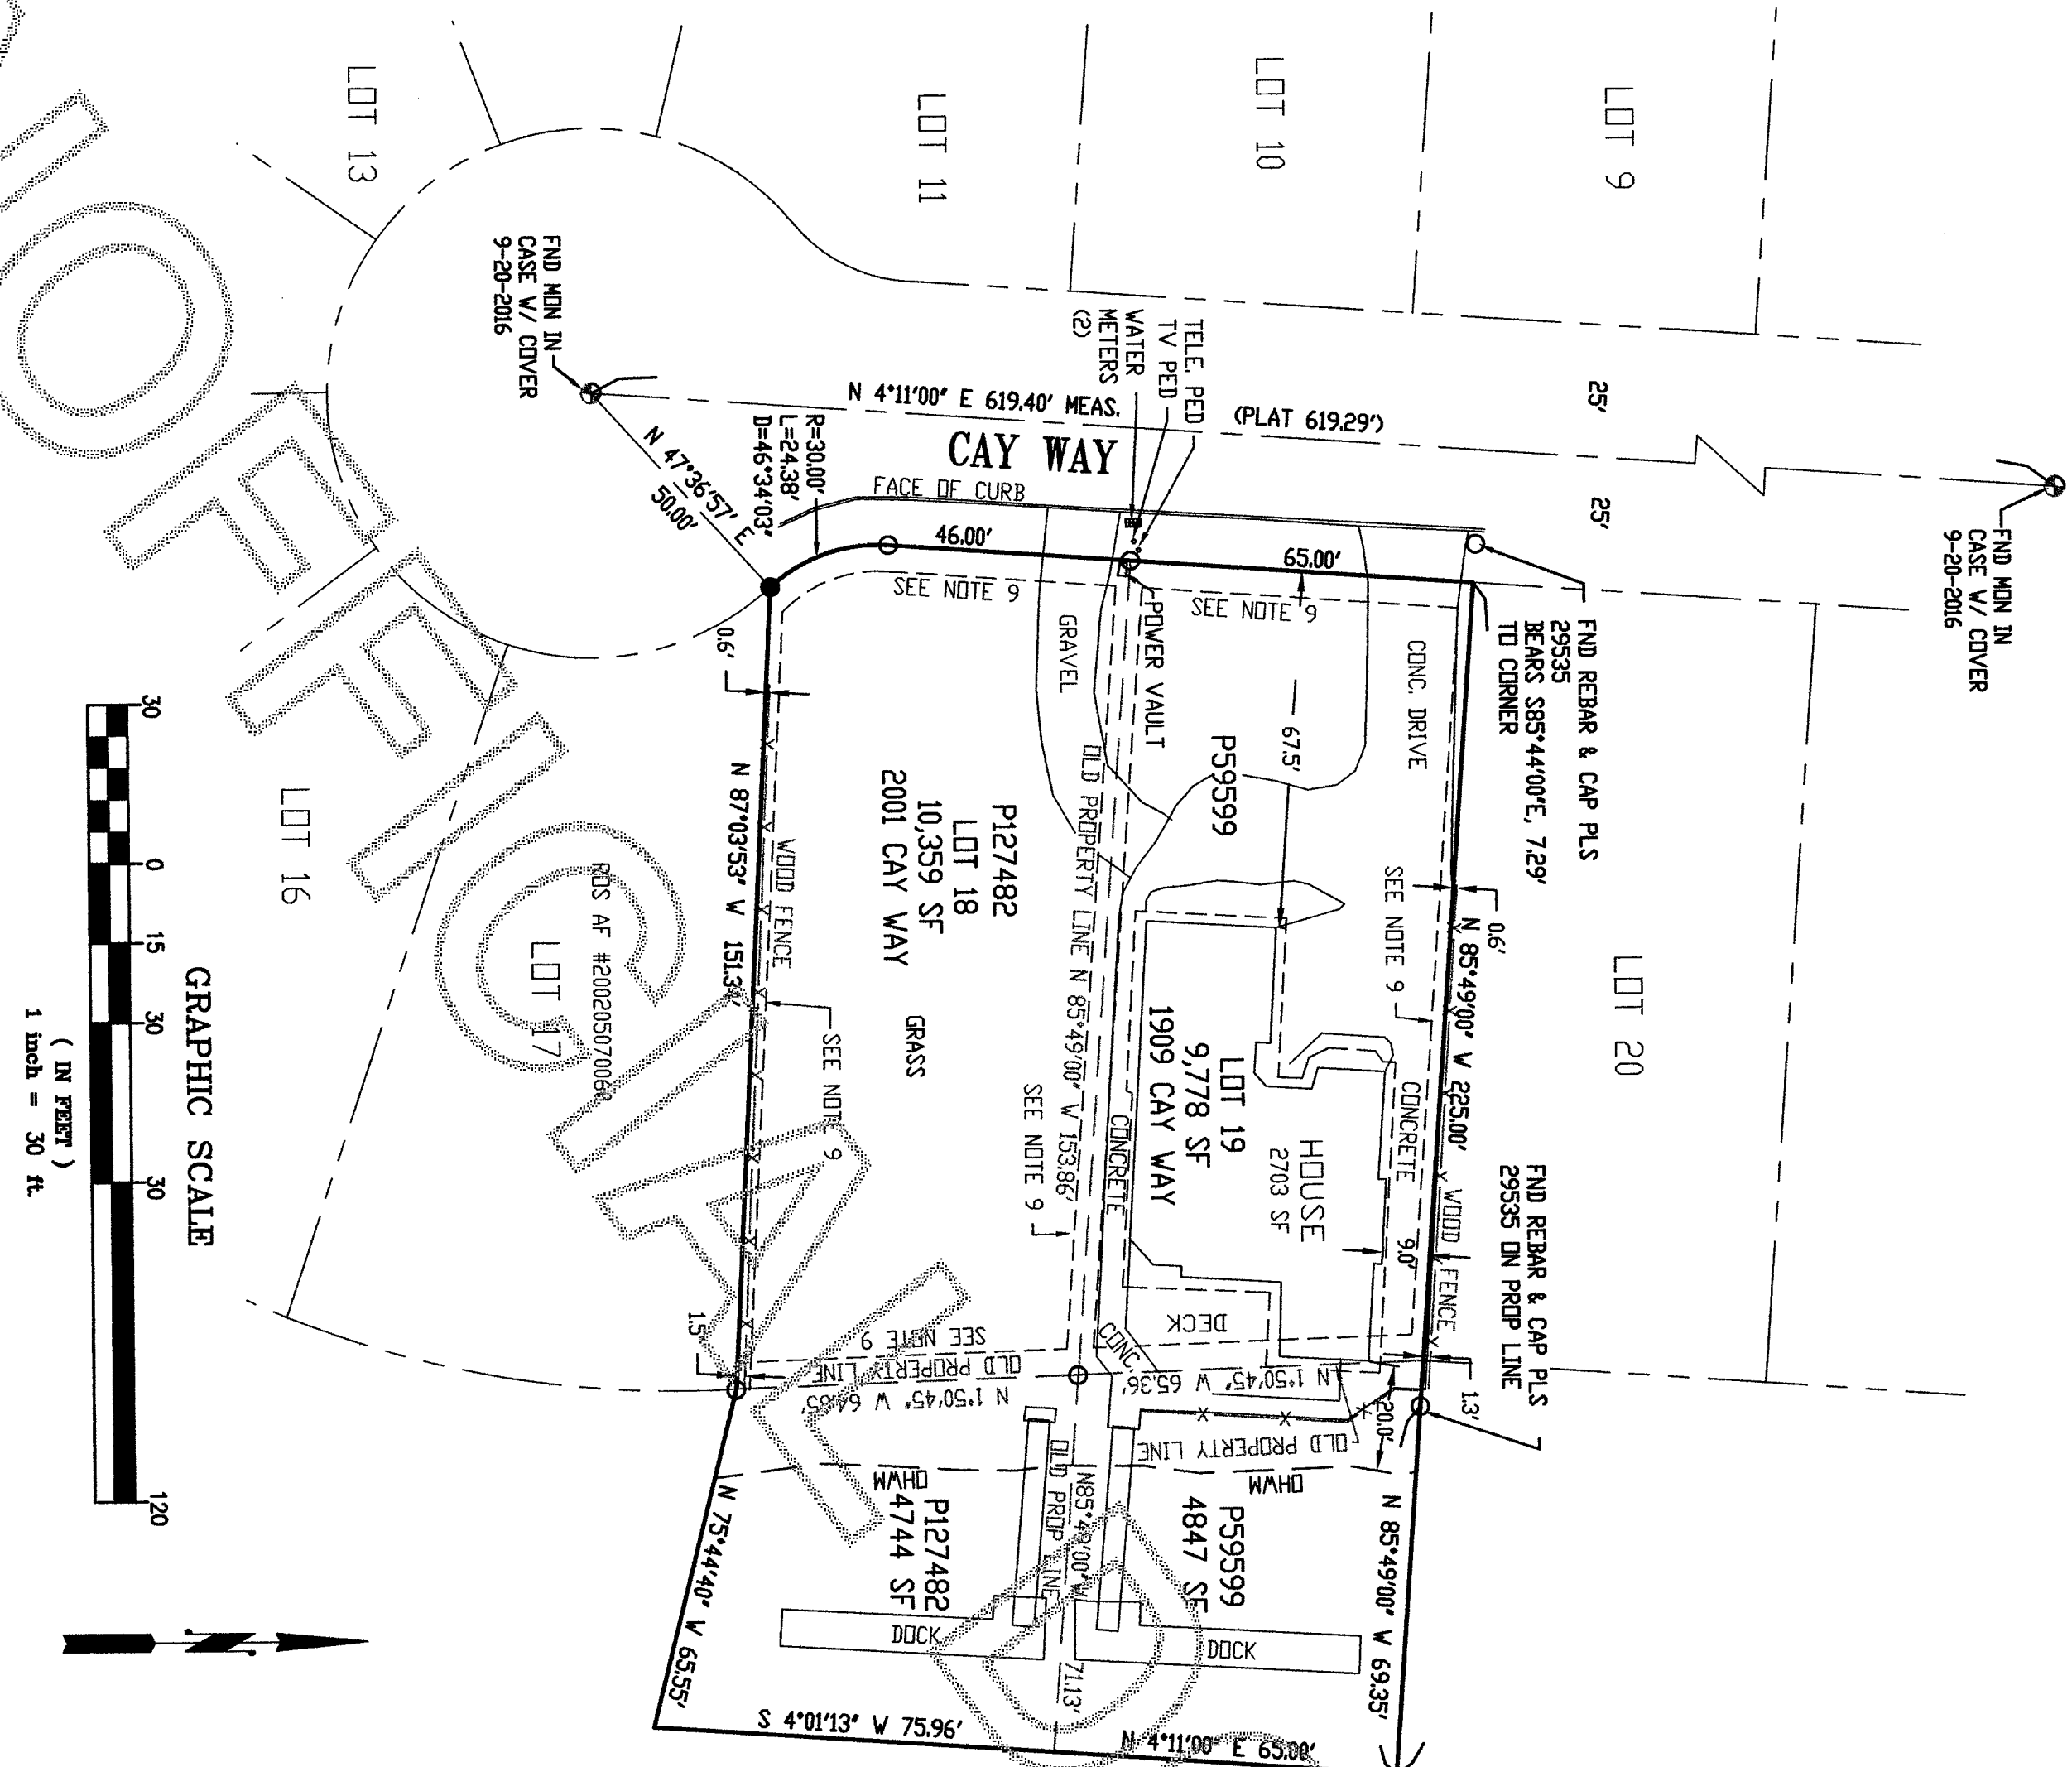 LOT 9
LOT 10
LOT 11
LOT 13
25'
25'
FND MON IN
CASE W/ COVER
9-20-2016
FND MON IN
CASE W/ COVER
9-20-2016
TELE. PED
TV PED
WATER
METERS
(2)
N 4°11'00" E 619.40' MEAS.
(PLAT 619.29')
CAY WAY
FACE OF CURB
N 47°36'57" E
50.00'
R=30.00'
L=24.38'
D=46°34'03"
46.00'
65.00'
SEE NOTE 9
SEE NOTE 9
FND REBAR & CAP PLS
29535
BEARS S85°44'00"E, 7.29'
TO CORNER
POWER VAULT
GRAVEL
CONC. DRIVE
67.5'
P59599
0.6'
0.6'
SEE NOTE 9
N 85°49'00" W 225.00'
LOT 20
OLD PROPERTY LINE N 85°49'00" W 153.86'
SEE NOTE 9
P127482
LOT 18
10,359 SF
2001 CAY WAY
GRASS
WOOD FENCE
N 87°03'53" W 151.3
SEE NOTE 9
LOT 19
9,778 SF
1909 CAY WAY
HOUSE
2703 SF
CONCRETE
CONCRETE
9.0'
WOOD FENCE
FND REBAR & CAP PLS
29535 ON PROP LINE
1.3'
DECK
CONC.
20.0'
N 1°50'45" W 65.36'
OLD PROPERTY LINE
SEE NOTE 9
OLD PROPERTY LINE
N 1°50'45" W 64.65'
1.5'
OHWM
OHWM
P59599
4847 SF
P127482
4744 SF
N85°49'00" W
71.13'
OLD PROP LINE
DOCK
DOCK
N 85°49'00" W 69.35'
N 75°44'40" W 65.55'
S 4°01'13" W 75.96'
N 4°11'00" E 65.00'
LOT 16
LOT 17
ROS AF #200205070060
30
0
15
30
30
120
GRAPHIC SCALE
( IN FEET )
1 inch = 30 ft.
UNOFFICIAL